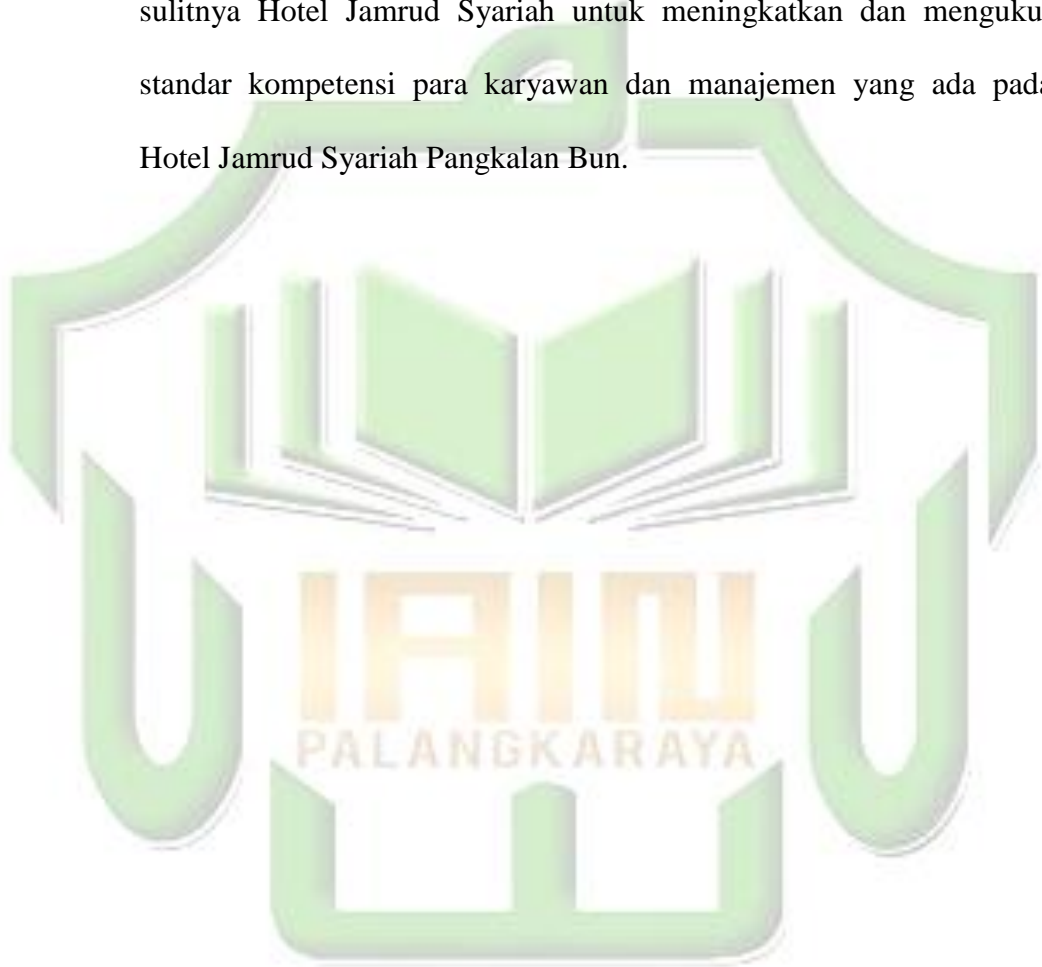 sulitnya Hotel Jamrud Syariah untuk meningkatkan dan menguku
standar kompetensi para karyawan dan manajemen yang ada pada
Hotel Jamrud Syariah Pangkalan Bun.
IAIN
PALANGKARAYA